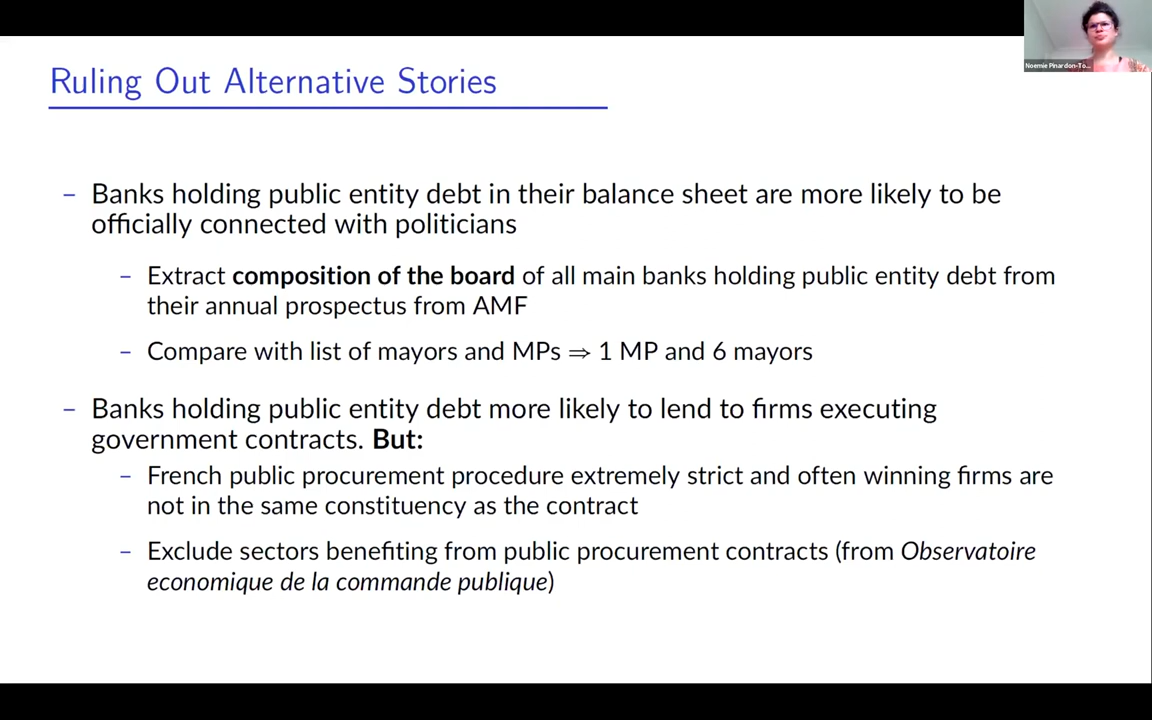 Noemie Pinardon-To...
Ruling Out Alternative Stories
– Banks holding public entity debt in their balance sheet are more likely to be
officially connected with politicians
– Extract composition of the board of all main banks holding public entity debt from
their annual prospectus from AMF
– Compare with list of mayors and MPs ⇒ 1 MP and 6 mayors
– Banks holding public entity debt more likely to lend to firms executing
government contracts. But:
– French public procurement procedure extremely strict and often winning firms are
not in the same constituency as the contract
– Exclude sectors benefiting from public procurement contracts (from Observatoire
economique de la commande publique)